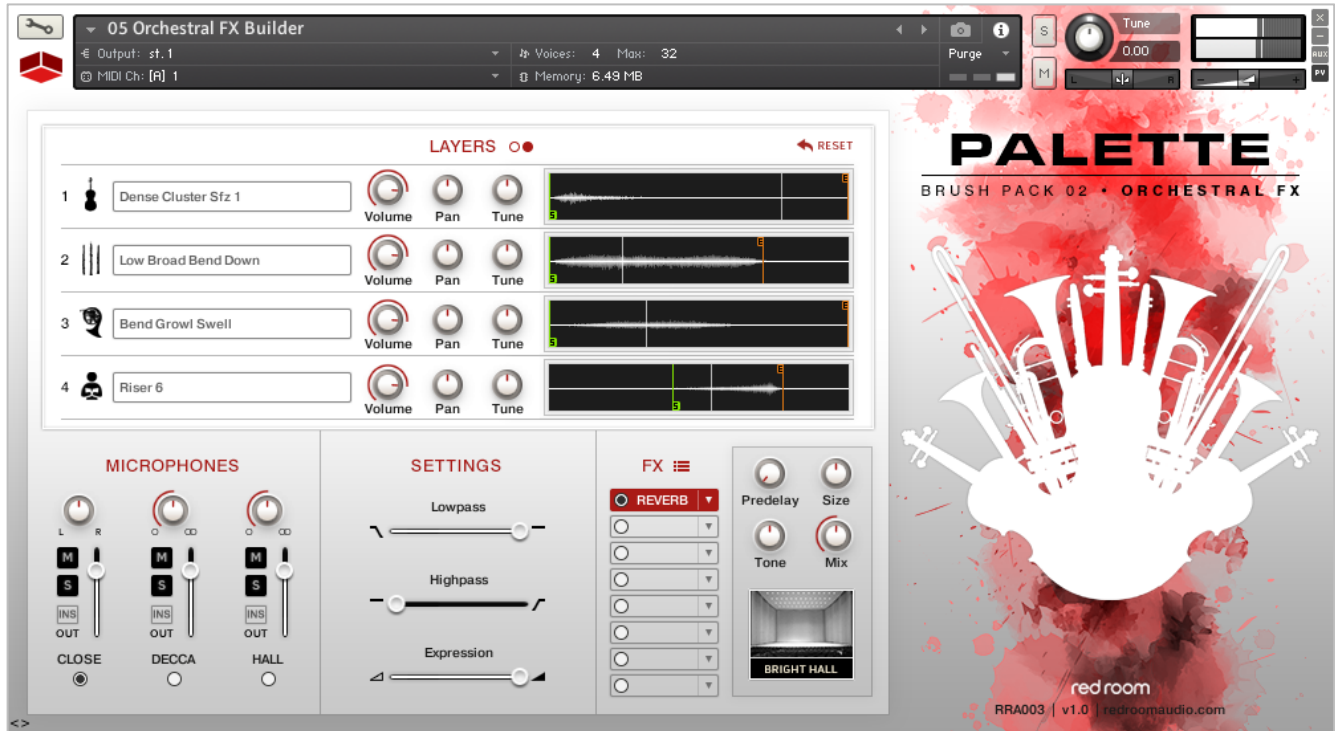 05 Orchestral FX Builder
Output: st.1
Voices: 4 Max: 32
Purge
MIDI Ch: [A] 1
Memory: 6.49 MB
S
M
Tune
0.00
L R
- +
×
-
AUX
PV
LAYERS
RESET
1 Dense Cluster Sfz 1
Volume Pan Tune
S E
2 Low Broad Bend Down
Volume Pan Tune
S E
3 Bend Growl Swell
Volume Pan Tune
S E
4 Riser 6
Volume Pan Tune
S E
MICROPHONES
L R
M M M
S S S
INS INS INS
OUT OUT OUT
CLOSE DECCA HALL
SETTINGS
Lowpass
Highpass
Expression
FX
REVERB
Predelay Size
Tone Mix
BRIGHT HALL
PALETTE
BRUSH PACK 02 • ORCHESTRAL FX
red room
RRA003 | v1.0 | redroomaudio.com
<>